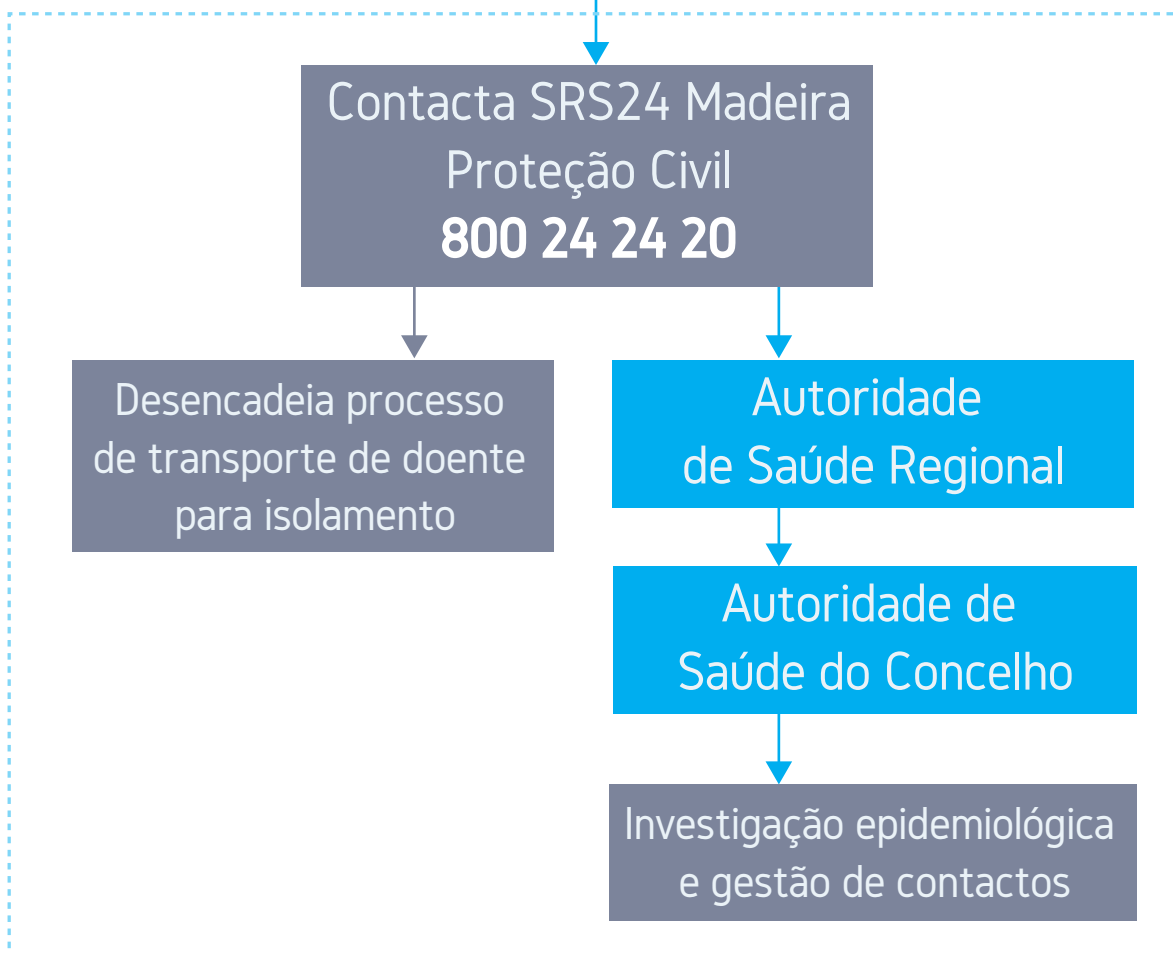 Contacta SRS24 Madeira
Proteção Civil
800 24 24 20
Desencadeia processo
de transporte de doente
para isolamento
Autoridade
de Saúde Regional
Autoridade de
Saúde do Concelho
Investigação epidemiológica
e gestão de contactos